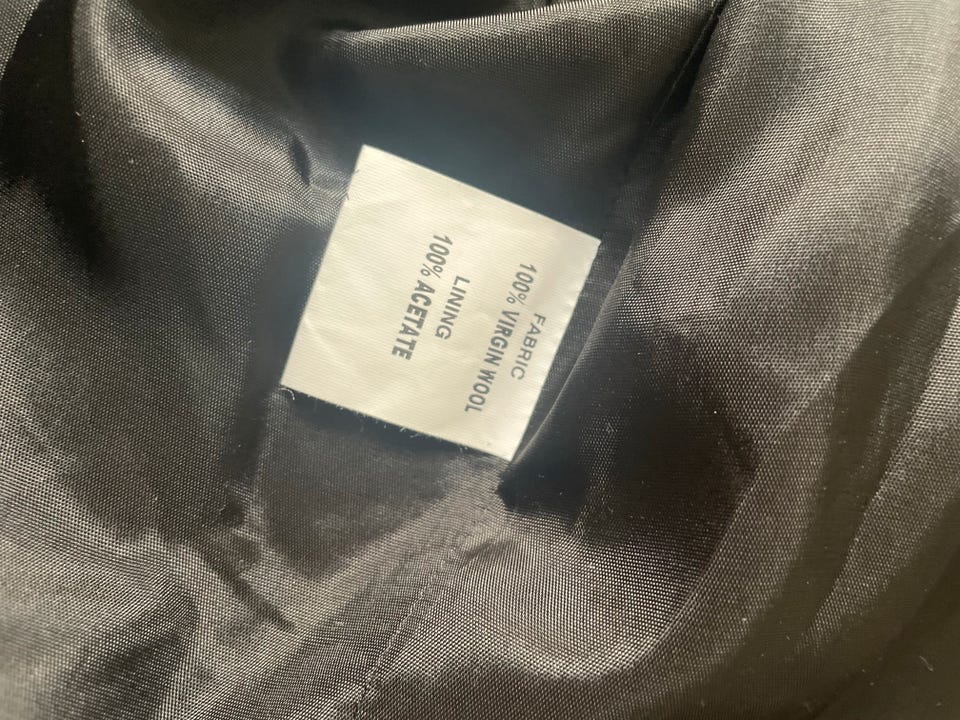 FABRIC
100% VIRGIN WOOL
LINING
100% ACETATE